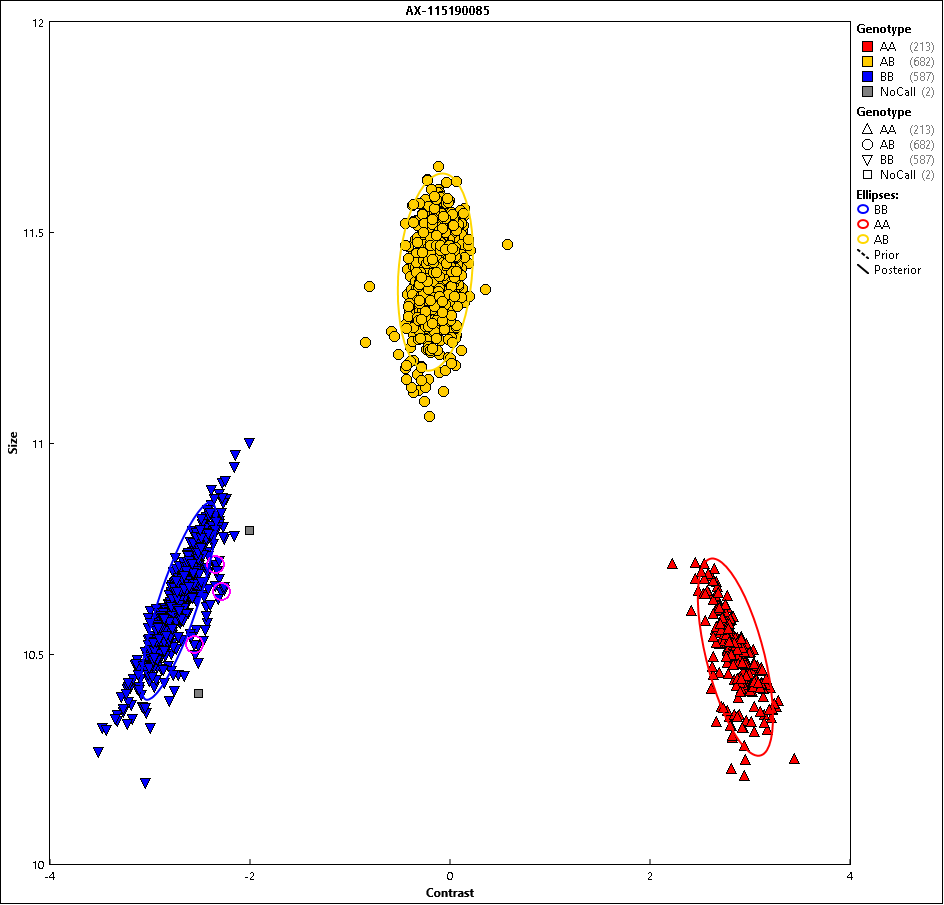 AX-115190085
12
11.5
11
10.5
10
-4
-2
0
2
4
Size
Contrast
Genotype
AA (213)
AB (682)
BB (587)
NoCall (2)
Genotype
AA (213)
AB (682)
BB (587)
NoCall (2)
Ellipses:
BB
AA
AB
Prior
Posterior